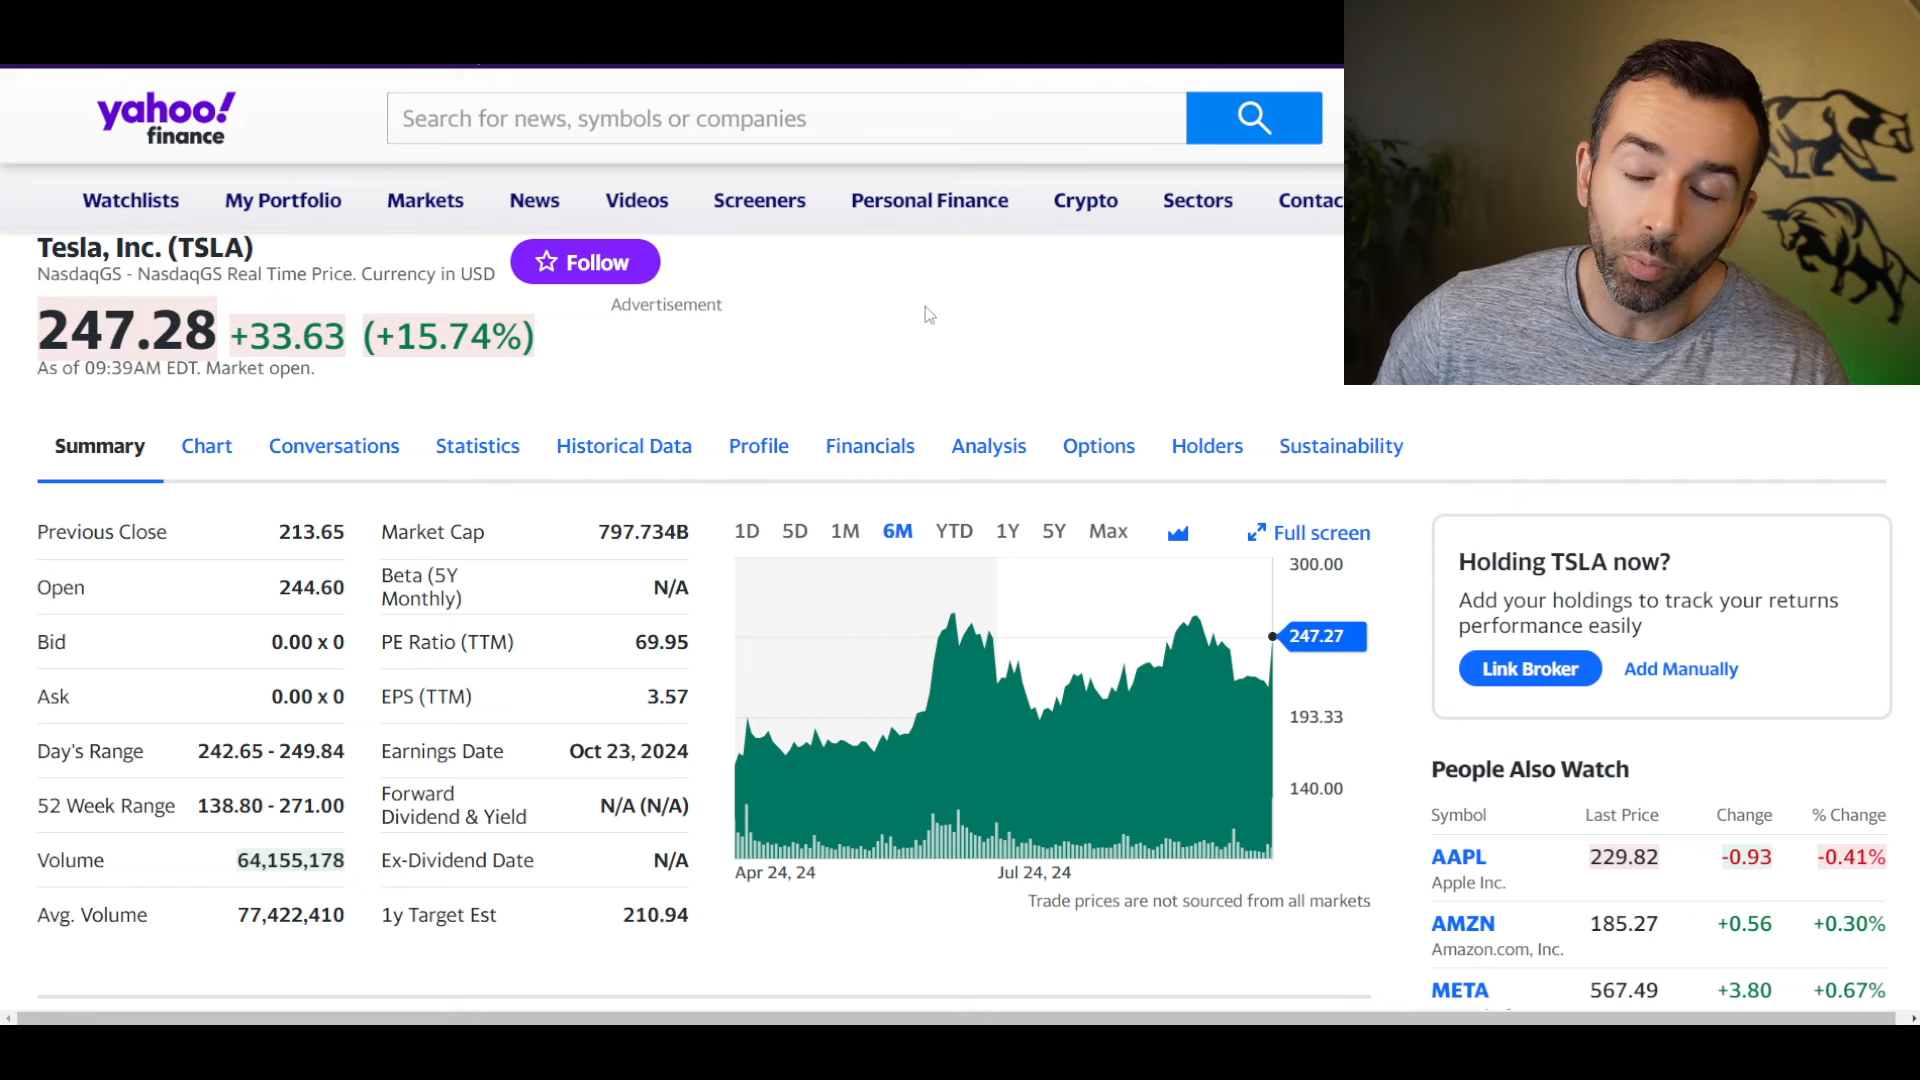 yahoo!
finance
Search for news, symbols or companies
Watchlists My Portfolio Markets News Videos Screeners Personal Finance Crypto Sectors Contac
Tesla, Inc. (TSLA)
NasdaqGS - NasdaqGS Real Time Price. Currency in USD
Follow
Advertisement
247.28 +33.63 (+15.74%)
As of 09:39AM EDT. Market open.
Summary Chart Conversations Statistics Historical Data Profile Financials Analysis Options Holders Sustainability
Previous Close 213.65
Open 244.60
Bid 0.00 x 0
Ask 0.00 x 0
Day's Range 242.65 - 249.84
52 Week Range 138.80 - 271.00
Volume 64,155,178
Avg. Volume 77,422,410
Market Cap 797.734B
Beta (5Y
Monthly) N/A
PE Ratio (TTM) 69.95
EPS (TTM) 3.57
Earnings Date Oct 23, 2024
Forward
Dividend & Yield N/A (N/A)
Ex-Dividend Date N/A
1y Target Est 210.94
1D 5D 1M 6M YTD 1Y 5Y Max Full screen
300.00
247.27
193.33
140.00
Apr 24, 24 Jul 24, 24
Trade prices are not sourced from all markets
Holding TSLA now?
Add your holdings to track your returns
performance easily
Link Broker Add Manually
People Also Watch
Symbol Last Price Change % Change
AAPL 229.82 -0.93 -0.41%
Apple Inc.
AMZN 185.27 +0.56 +0.30%
Amazon.com, Inc.
META 567.49 +3.80 +0.67%